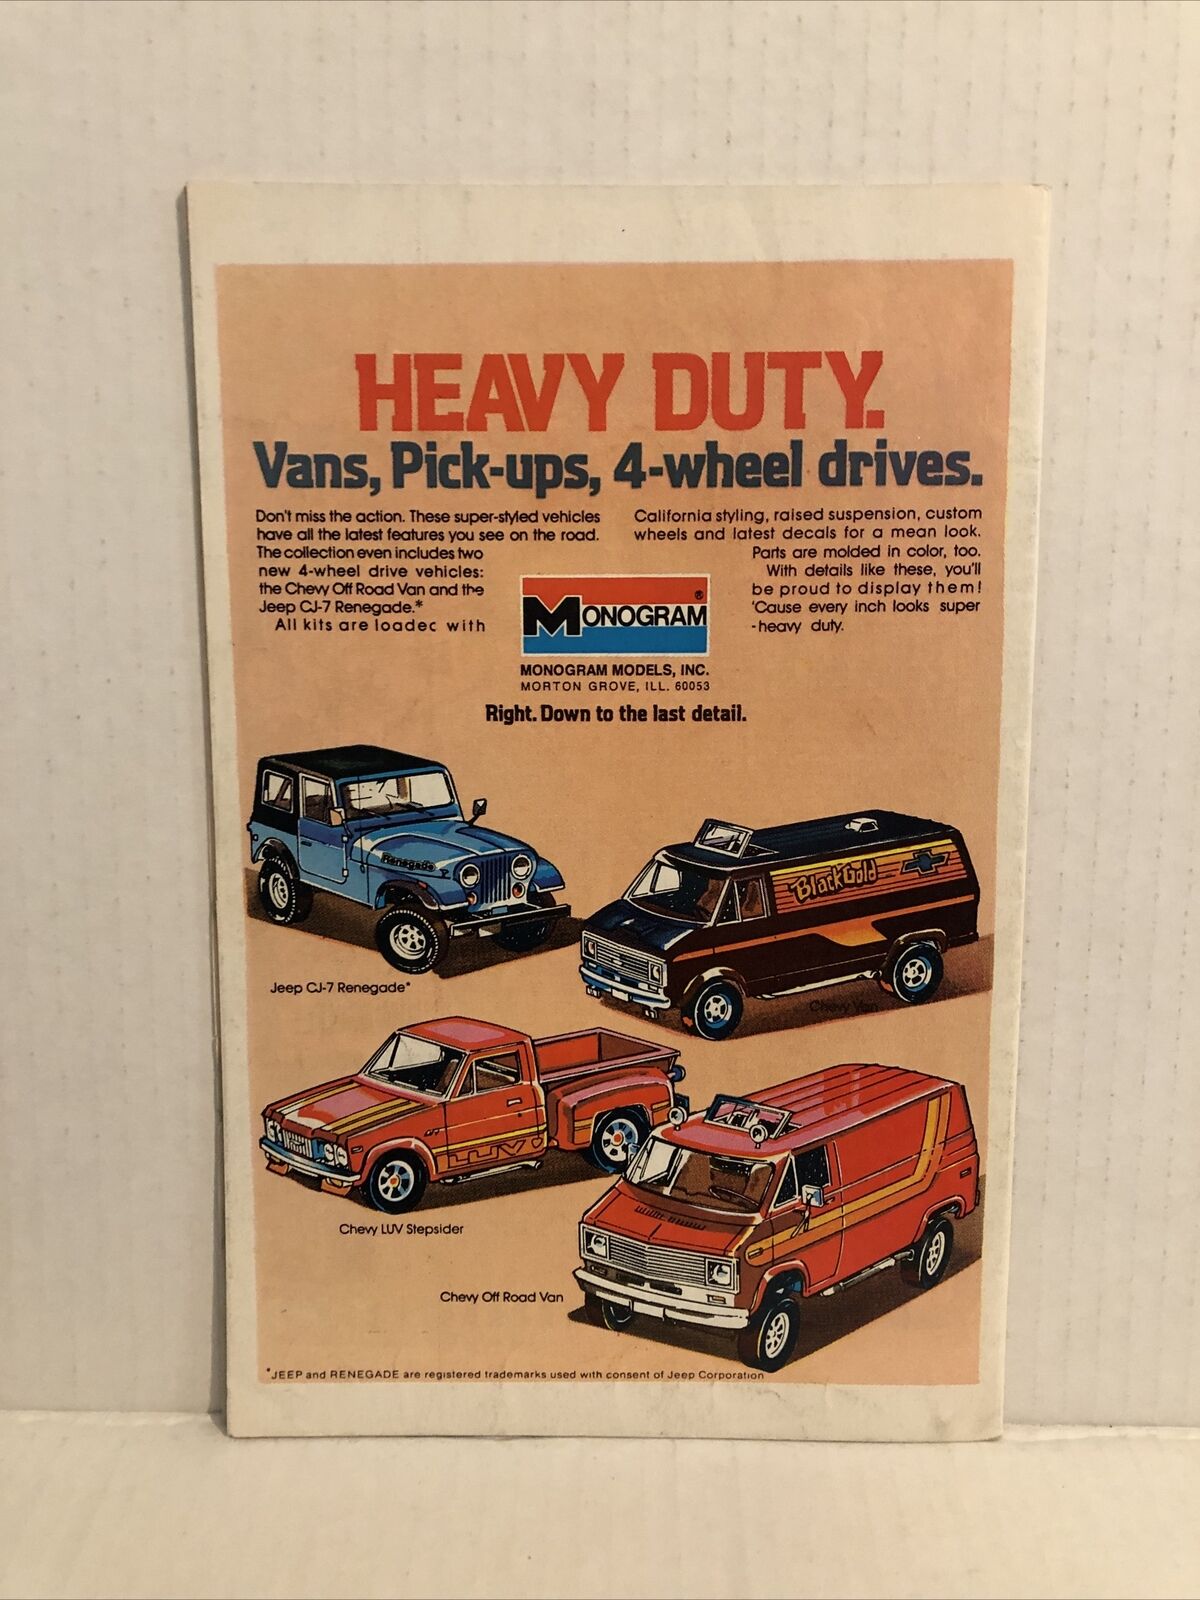 HEAVY DUTY.
Vans, Pick-ups, 4-wheel drives.
Don't miss the action. These super-styled vehicles
have all the latest features you see on the road.
The collection even includes two
new 4-wheel drive vehicles:
the Chevy Off Road Van and the
Jeep CJ-7 Renegade.*
All kits are loadec with
California styling, raised suspension, custom
wheels and latest decals for a mean look.
Parts are molded in color, too.
With details like these, you'll
be proud to display them!
'Cause every inch looks super
-heavy duty.
MONOGRAM®
MONOGRAM MODELS, INC.
MORTON GROVE, ILL. 60053
Right. Down to the last detail.
Renegade
Jeep CJ-7 Renegade*
Black Gold
Chevy Van
LUV
Chevy LUV Stepsider
Chevy Off Road Van
*JEEP and RENEGADE are registered trademarks used with consent of Jeep Corporation